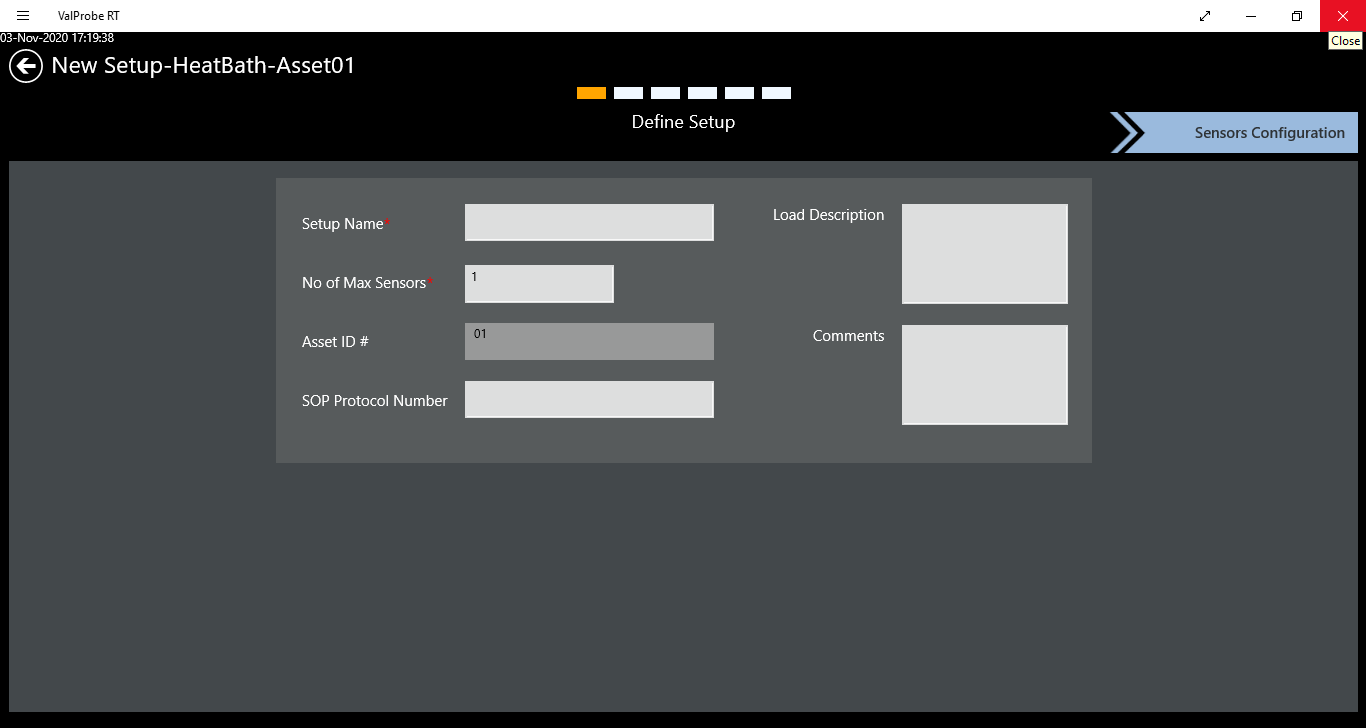 ValProbe RT
03-Nov-2020 17:19:38
Close
New Setup-HeatBath-Asset01
Define Setup
Sensors Configuration
Setup Name*
Load Description
No of Max Sensors*
1
Asset ID #
01
Comments
SOP Protocol Number